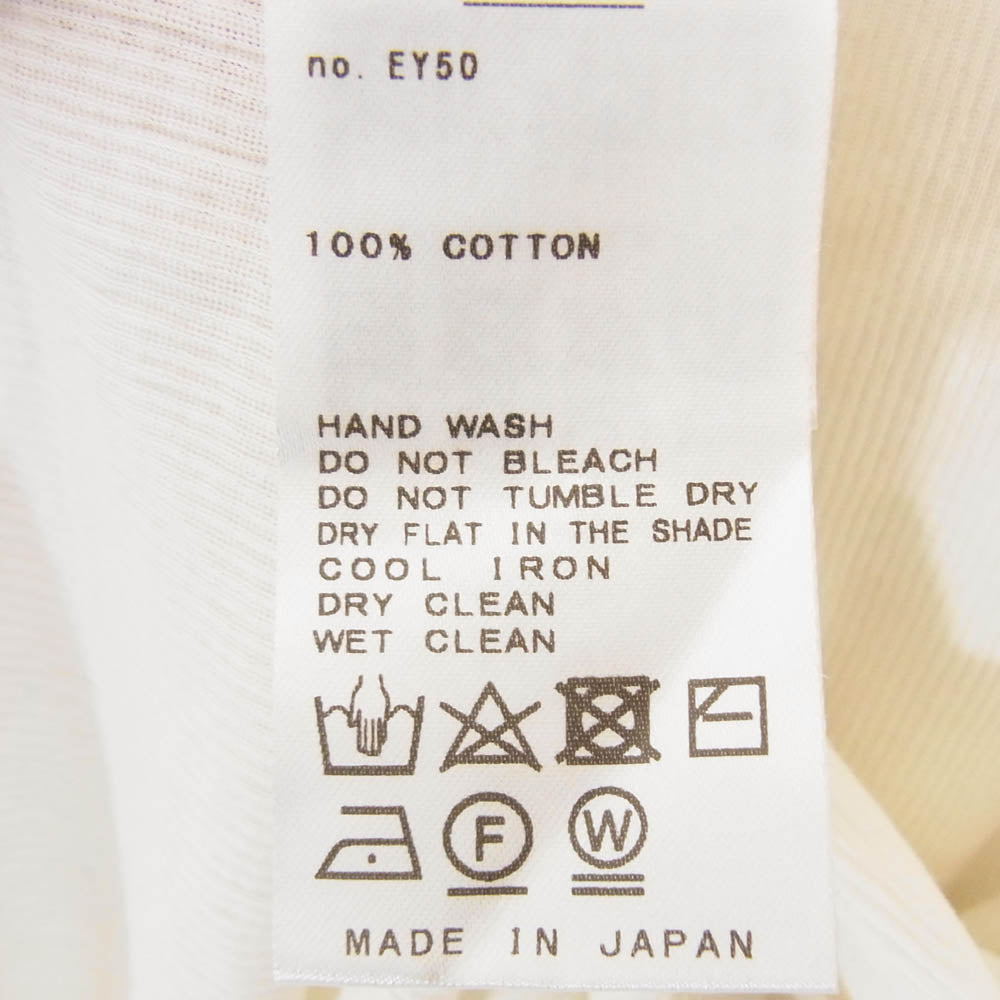 no. EY50
100% COTTON
HAND WASH
DO NOT BLEACH
DO NOT TUMBLE DRY
DRY FLAT IN THE SHADE
COOL IRON
DRY CLEAN
WET CLEAN
F W
MADE IN JAPAN